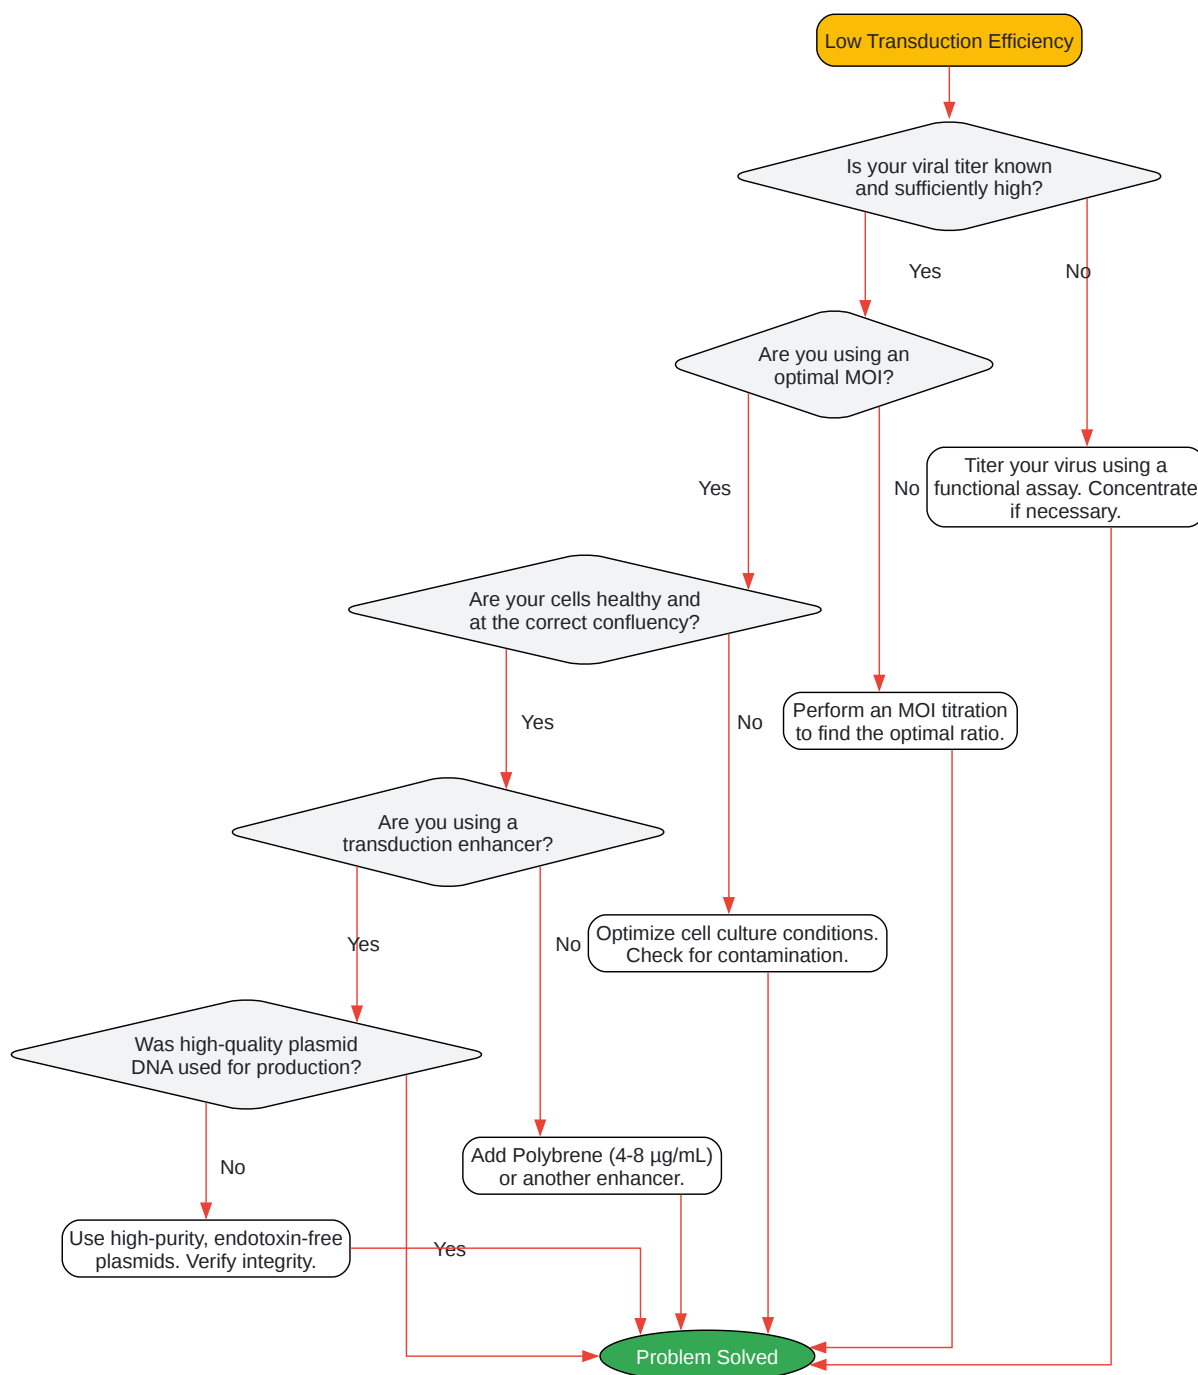 Low Transduction Efficiency
Is your viral titer known
and sufficiently high?
Yes
No
Are you using an
optimal MOI?
Titer your virus using a
functional assay. Concentrate
if necessary.
Yes
No
Are your cells healthy and
at the correct confluency?
Perform an MOI titration
to find the optimal ratio.
Yes
No
Are you using a
transduction enhancer?
Optimize cell culture conditions.
Check for contamination.
Yes
No
Was high-quality plasmid
DNA used for production?
Add Polybrene (4-8 µg/mL)
or another enhancer.
No
Use high-purity, endotoxin-free
plasmids. Verify integrity.
Yes
Problem Solved